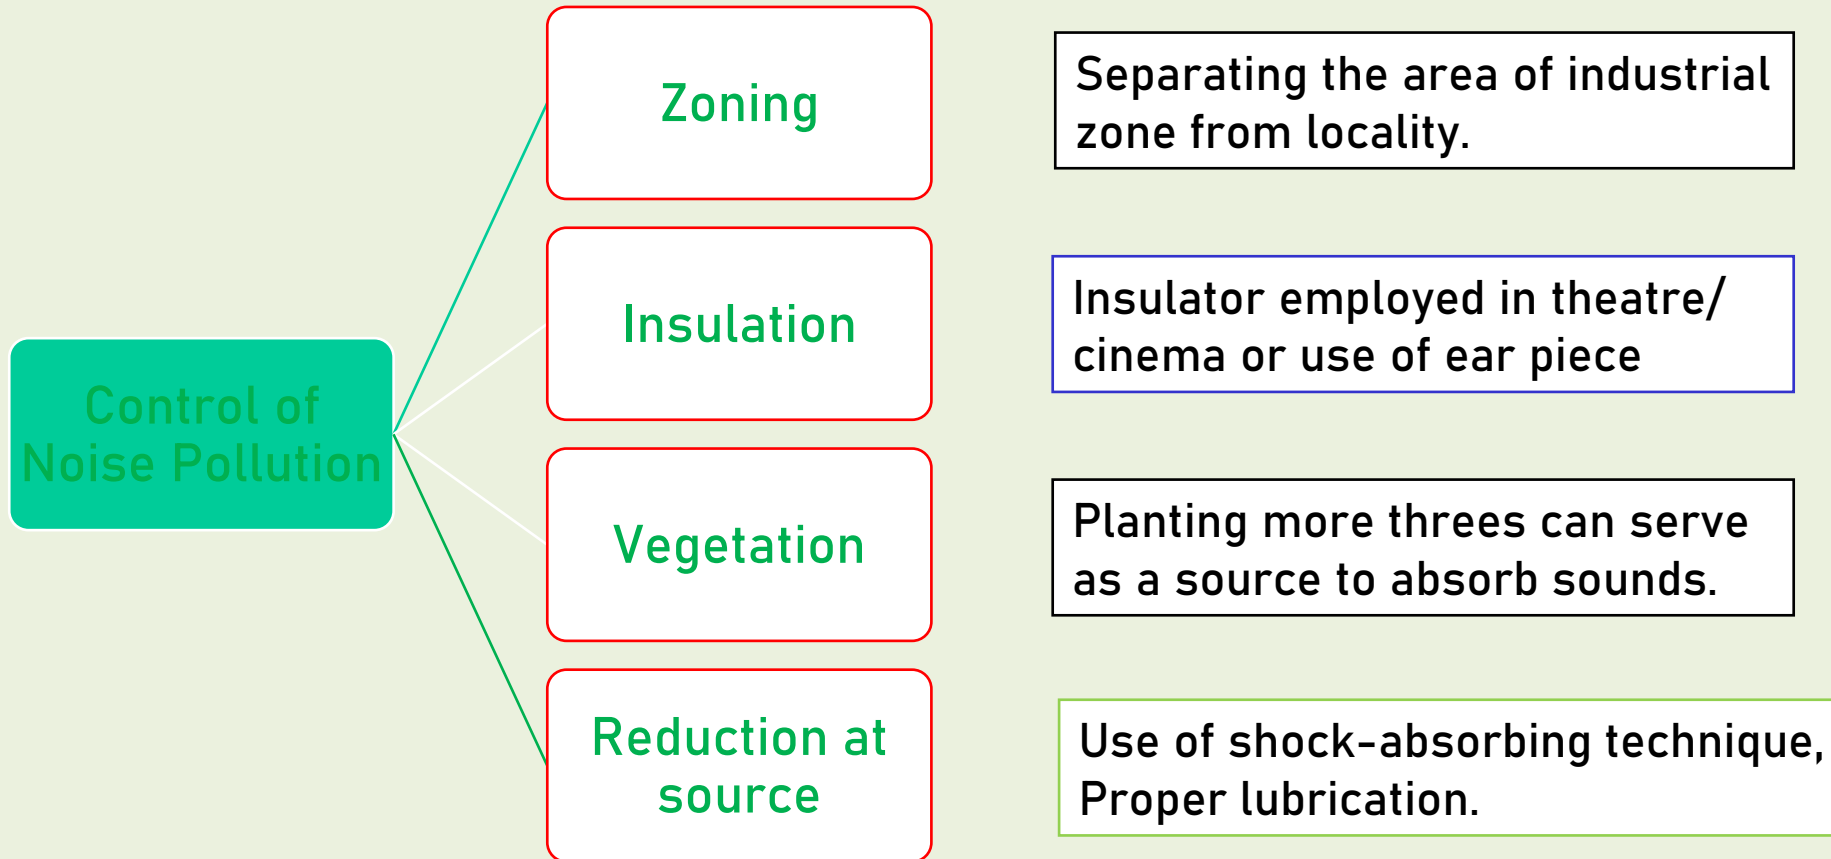 Control of
Noise Pollution
Zoning
Separating the area of industrial
zone from locality.
Insulation
Insulator employed in theatre/
cinema or use of ear piece
Vegetation
Planting more threes can serve
as a source to absorb sounds.
Reduction at
source
Use of shock-absorbing technique,
Proper lubrication.